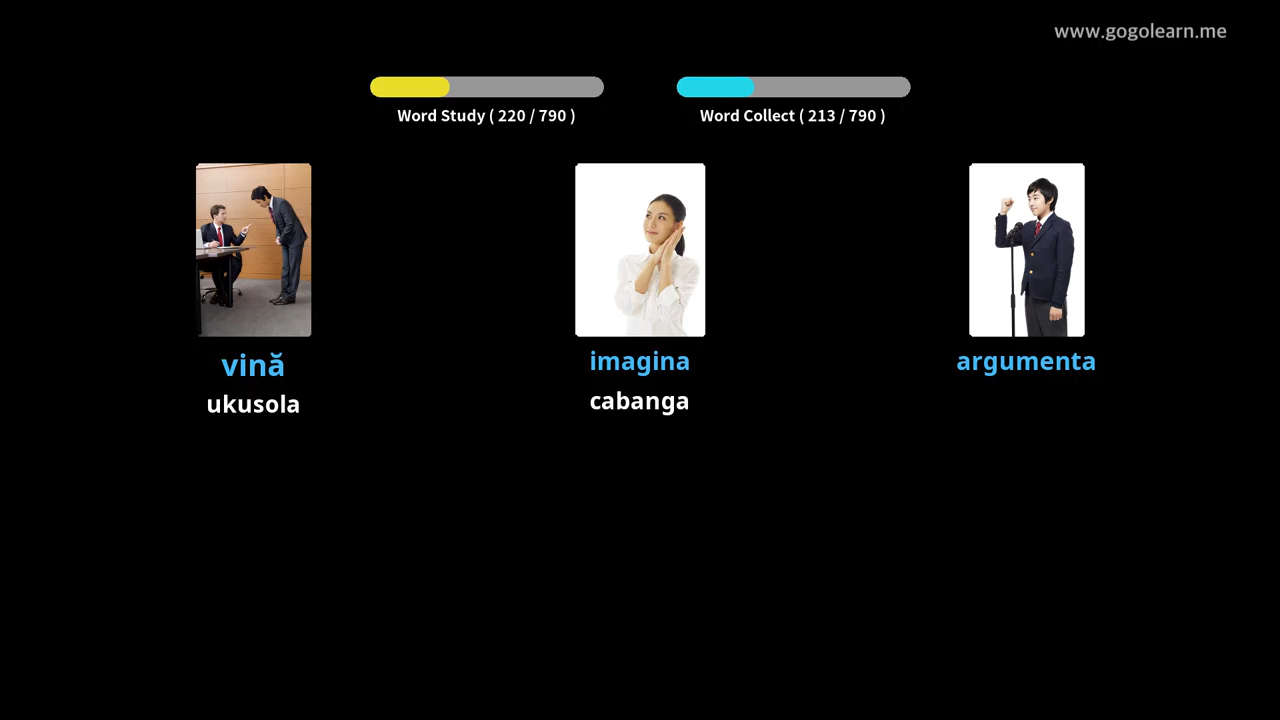 www.gogolearn.me
Word Study ( 220 / 790 )
Word Collect ( 213 / 790 )
vină
ukusola
imagina
cabanga
argumenta